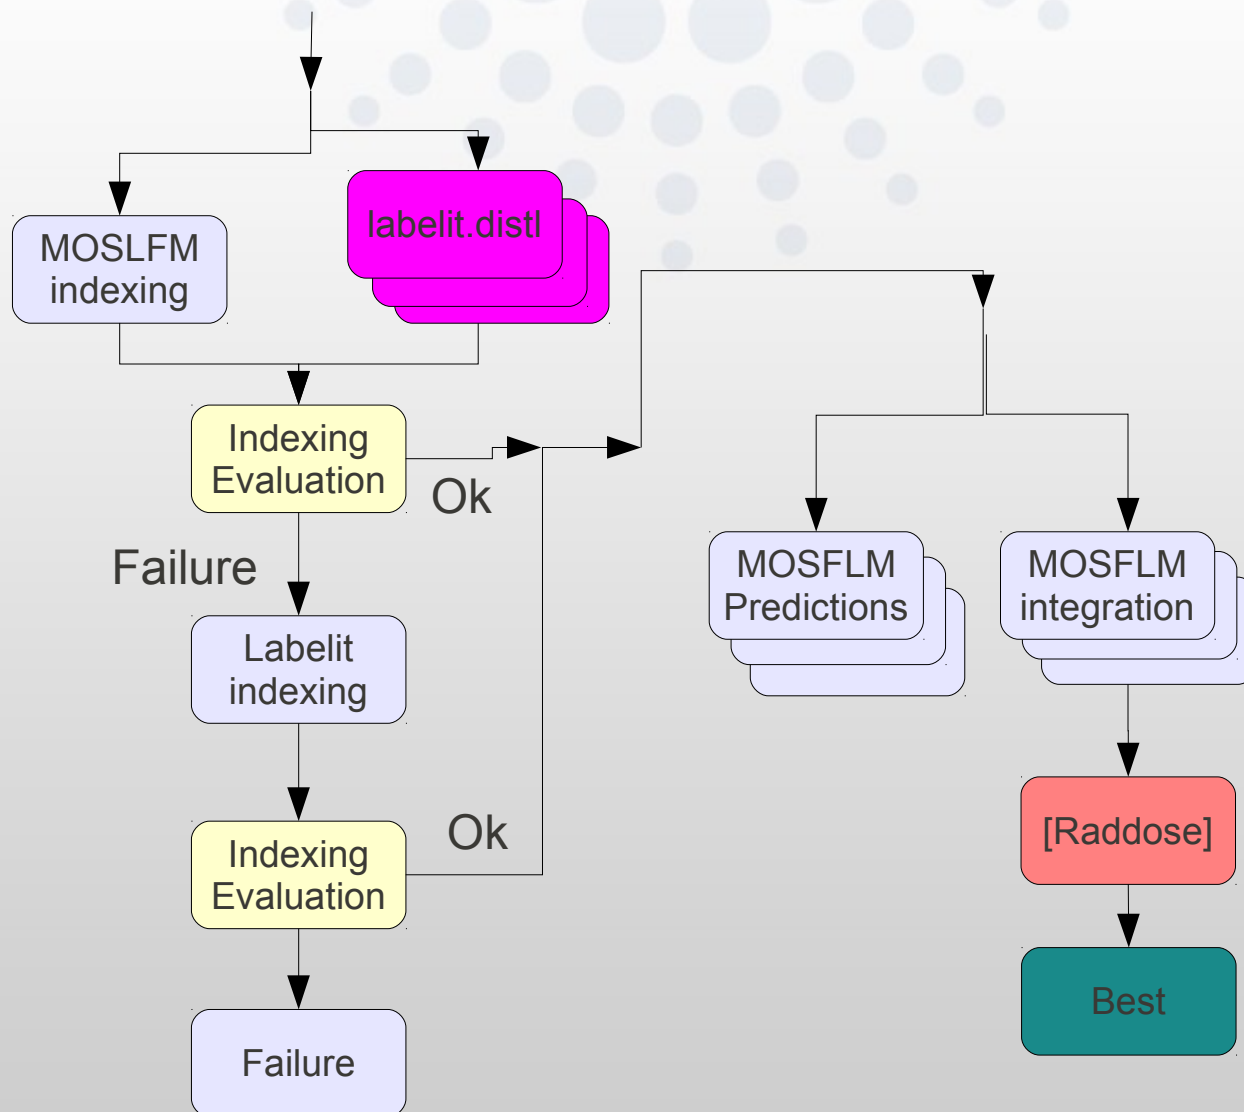 labelit.distl
MOSLFM
indexing
Indexing
Evaluation
Ok
Failure
MOSFLM
Predictions
MOSFLM
integration
Labelit
indexing
Ok
[Raddose]
Indexing
Evaluation
Best
Failure